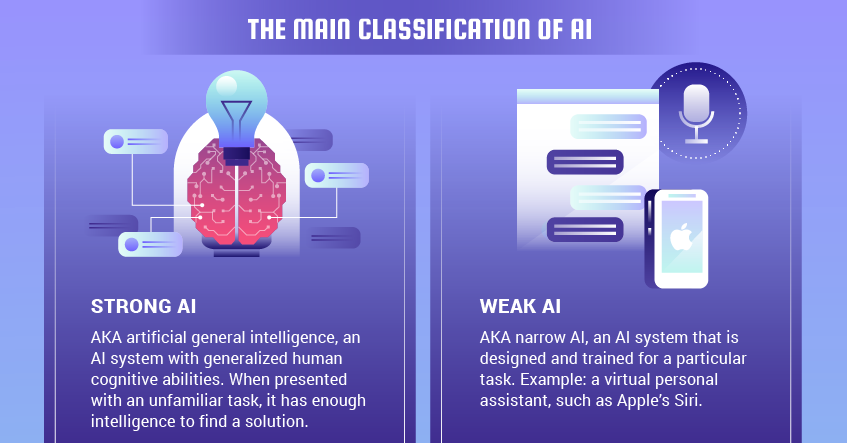 THE MAIN CLASSIFICATION OF AI
STRONG AI
AKA artificial general intelligence, an
AI system with generalized human
cognitive abilities. When presented
with an unfamiliar task, it has enough
intelligence to find a solution.
WEAK AI
AKA narrow AI, an AI system that is
designed and trained for a particular
task. Example: a virtual personal
assistant, such as Apple's Siri.